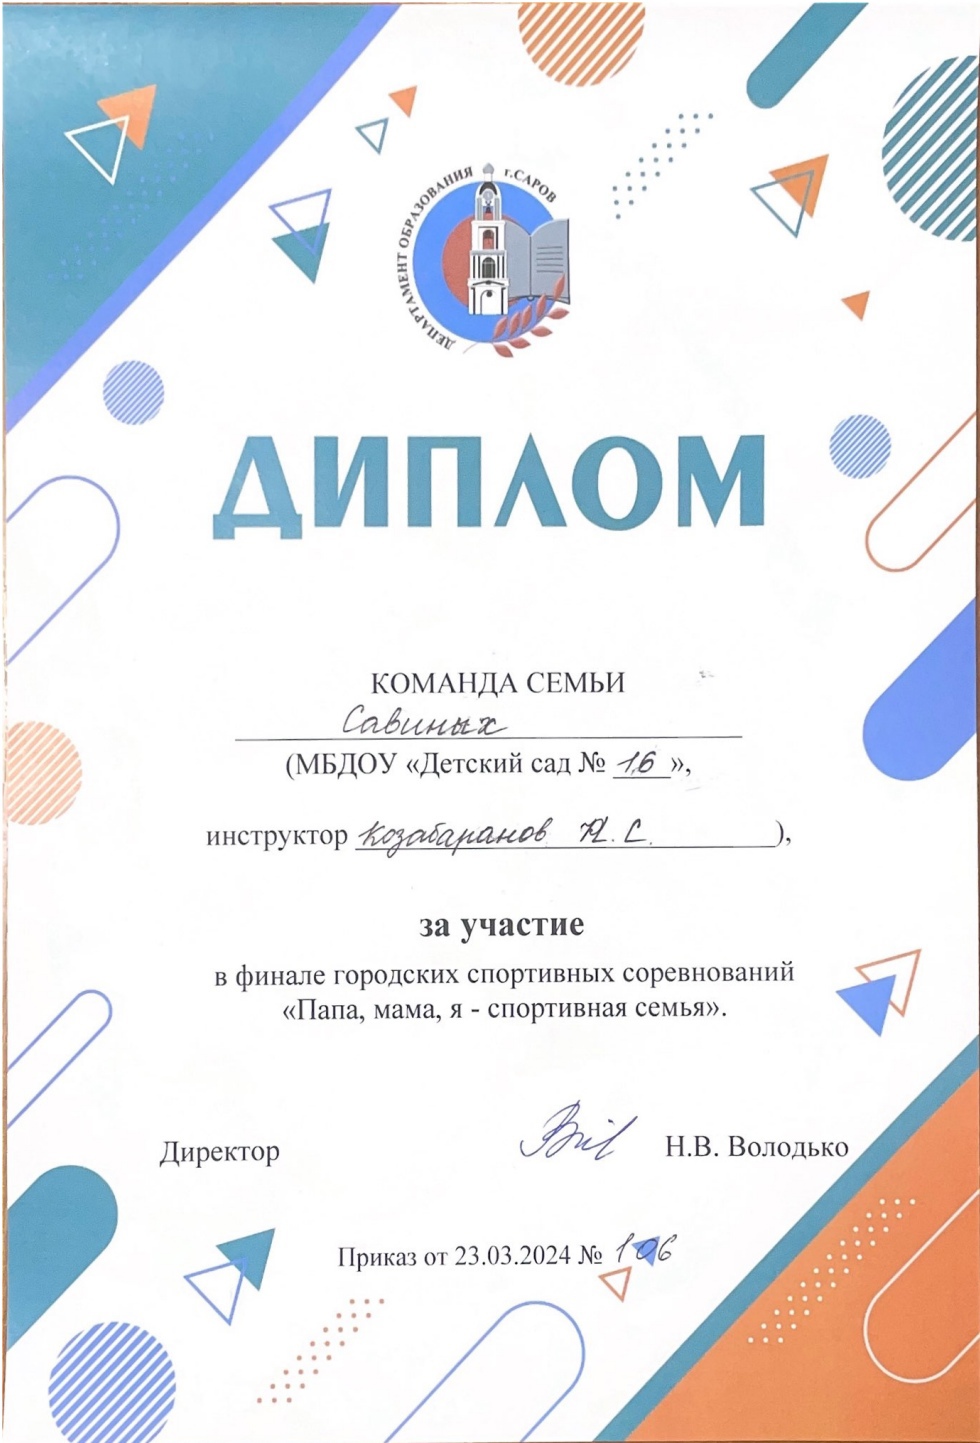 ДЕПАРТАМЕНТ ОБРАЗОВАНИЯ г.САРОВ
ДИПЛОМ
КОМАНДА СЕМЬИ
Савиных
(МБДОУ «Детский сад № 16»,
инструктор Козабаранов С.),
за участие
в финале городских спортивных соревнований
«Папа, мама, я - спортивная семья».
Директор Н.В. Володько
Приказ от 23.03.2024 № 106